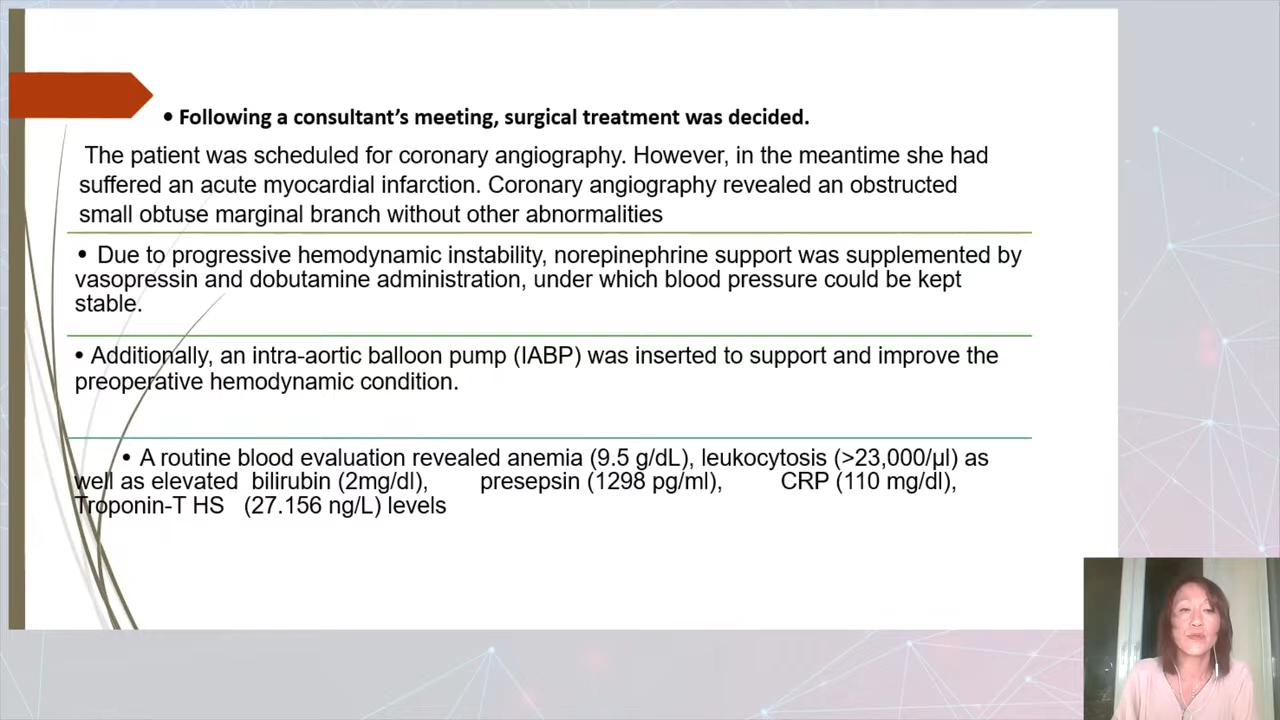 • Following a consultant’s meeting, surgical treatment was decided.
The patient was scheduled for coronary angiography. However, in the meantime she had
suffered an acute myocardial infarction. Coronary angiography revealed an obstructed
small obtuse marginal branch without other abnormalities
• Due to progressive hemodynamic instability, norepinephrine support was supplemented by
vasopressin and dobutamine administration, under which blood pressure could be kept
stable.
• Additionally, an intra-aortic balloon pump (IABP) was inserted to support and improve the
preoperative hemodynamic condition.
• A routine blood evaluation revealed anemia (9.5 g/dL), leukocytosis (>23,000/µl) as
well as elevated bilirubin (2mg/dl), presepsin (1298 pg/ml), CRP (110 mg/dl),
Troponin-T HS (27.156 ng/L) levels